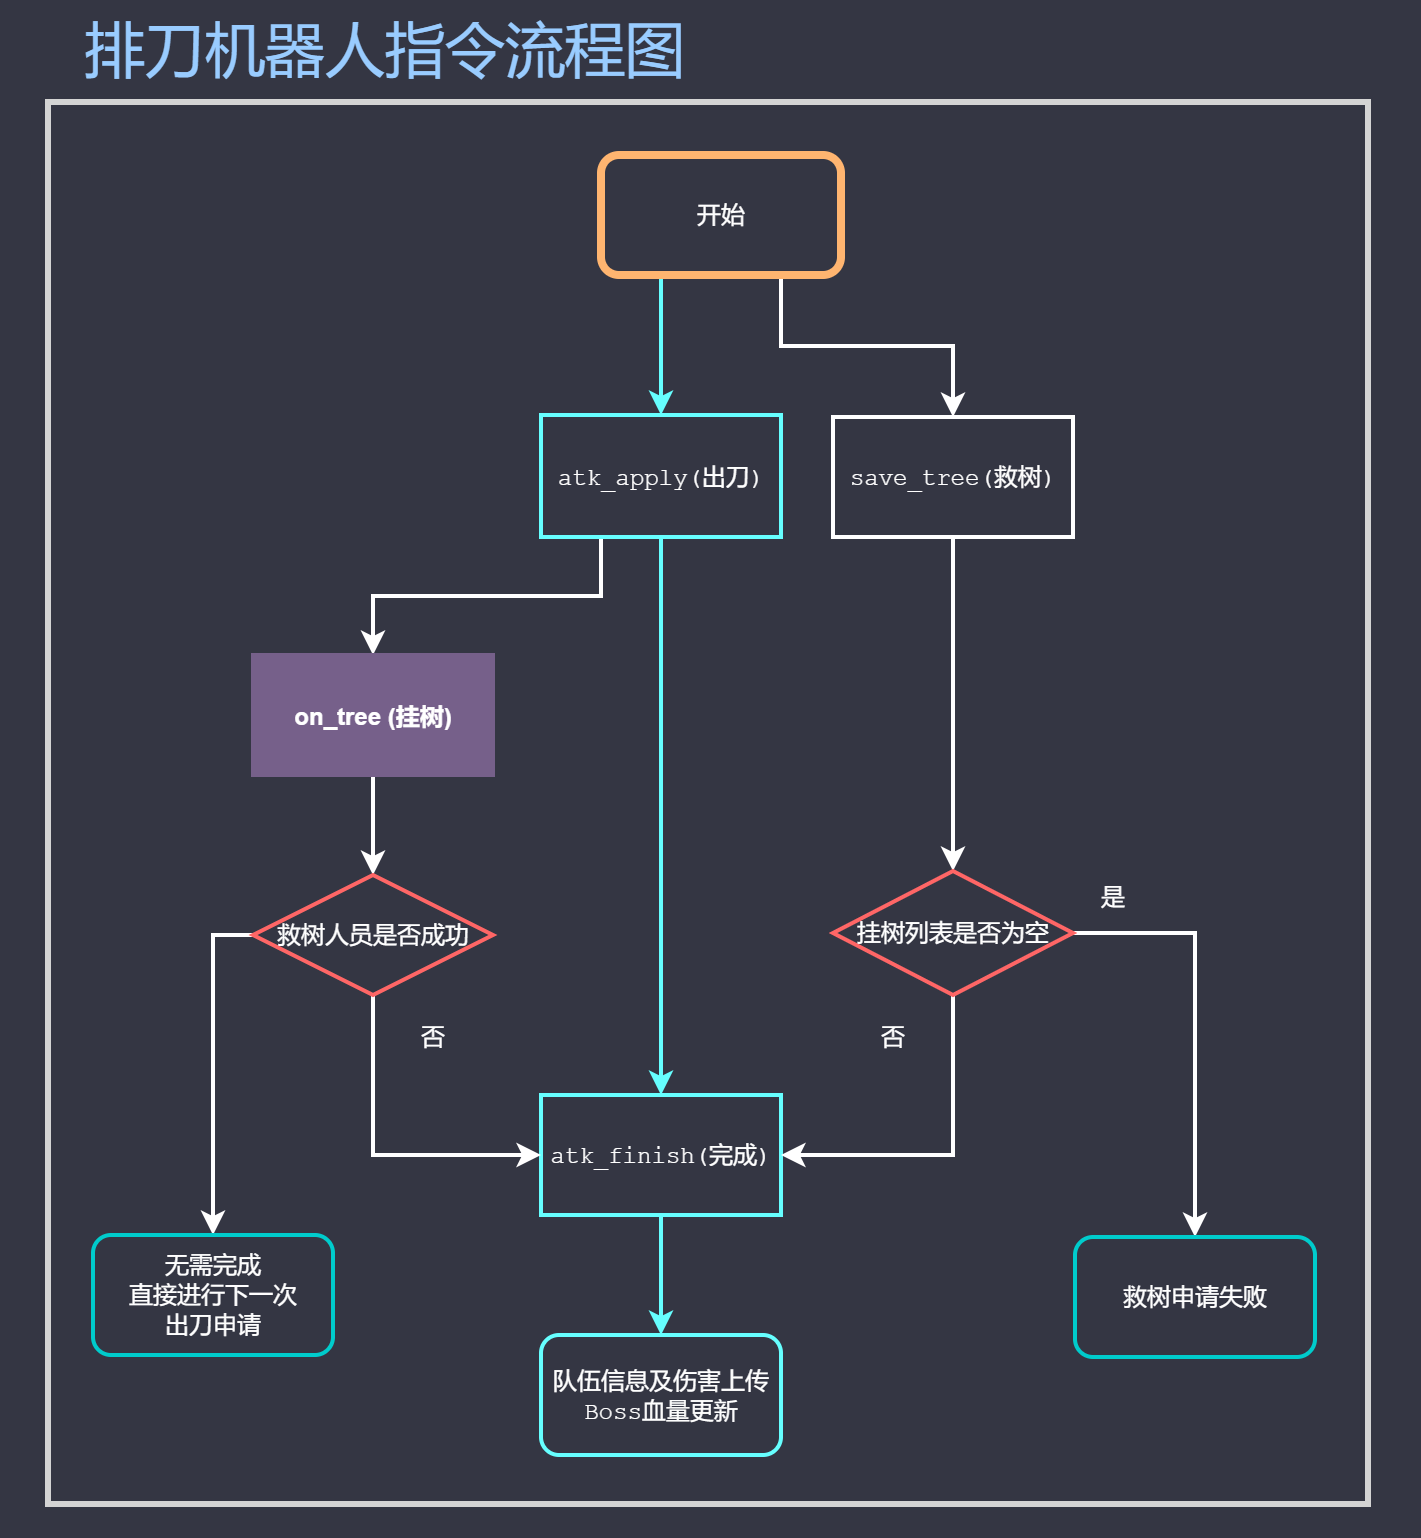 排刀机器人指令流程图
开始
atk_apply(出刀)
save_tree(救树)
on_tree (挂树)
救树人员是否成功
挂树列表是否为空
是
否
否
atk_finish(完成)
无需完成
直接进行下一次
出刀申请
救树申请失败
队伍信息及伤害上传
Boss血量更新